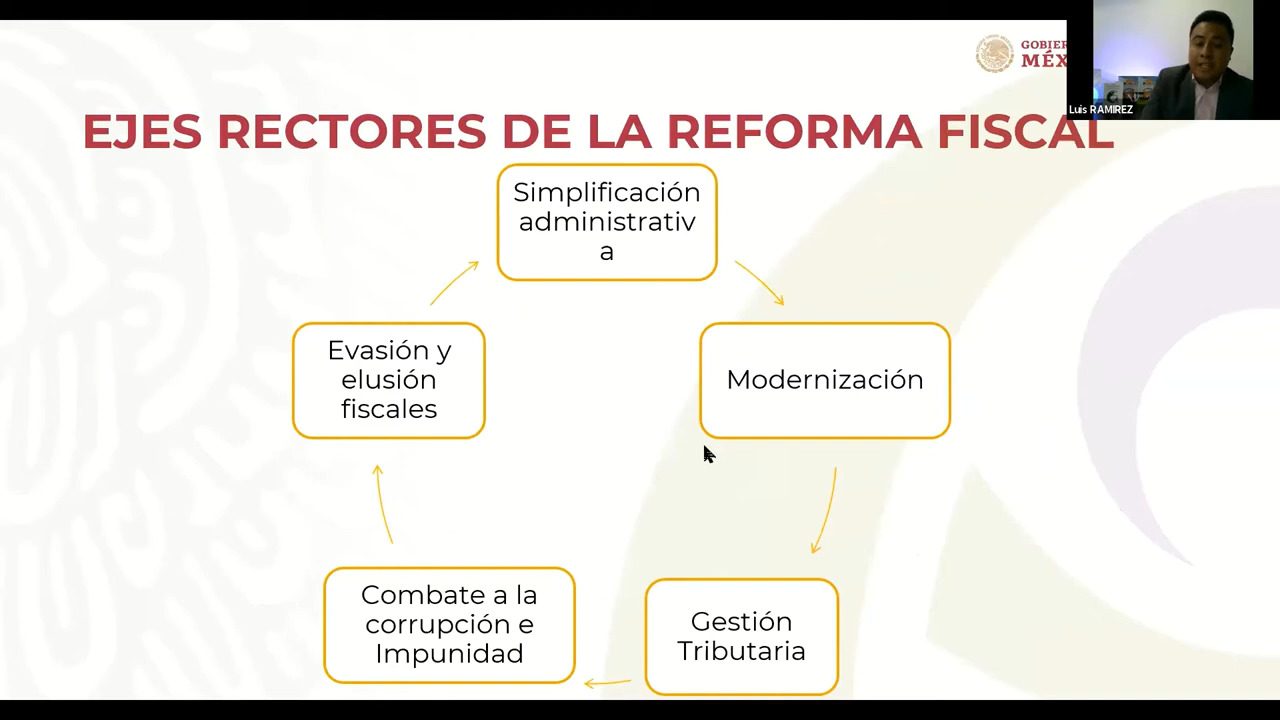 GOBIER
MÉX
Luis RAMIREZ
EJES RECTORES DE LA REFORMA FISCAL
Simplificación
administrativ
a
Modernización
Gestión
Tributaria
Combate a la
corrupción e
Impunidad
Evasión y
elusión
fiscales